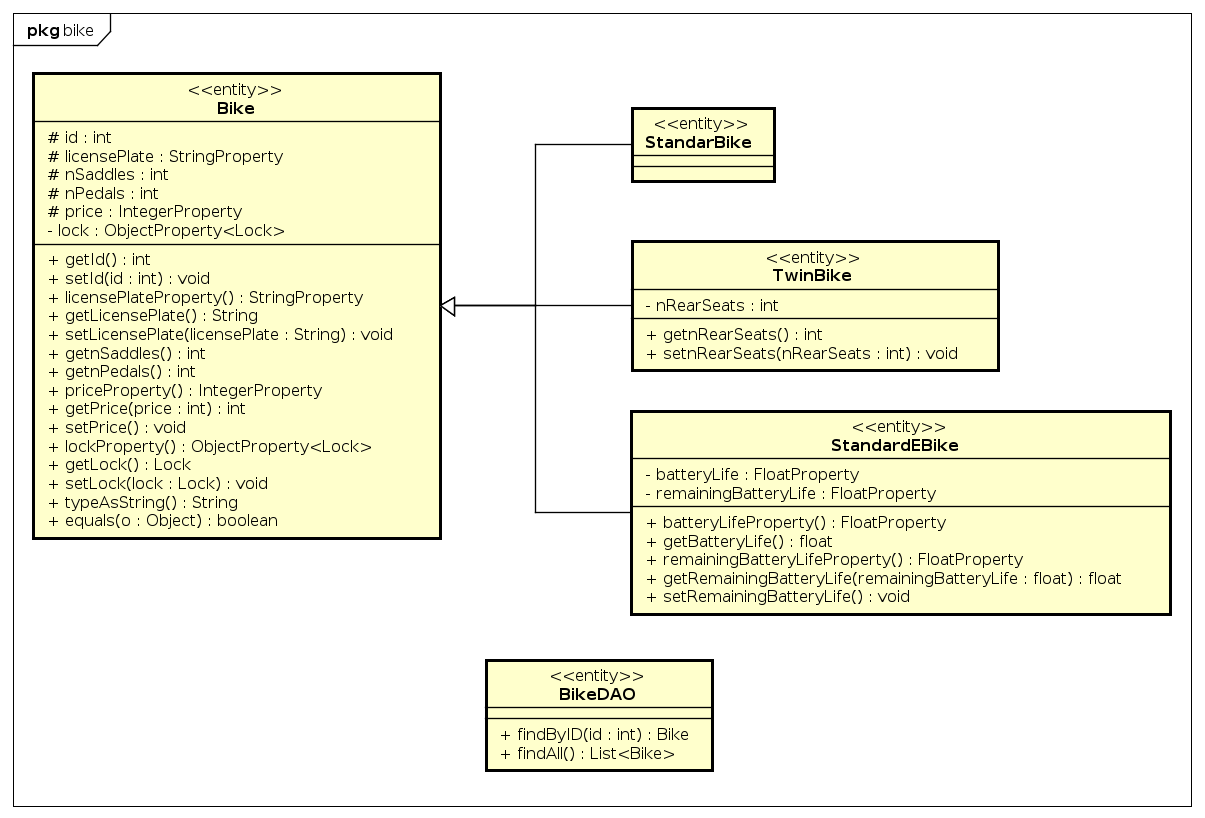 pkg bike
<<entity>>
Bike
# id : int
# licensePlate : StringProperty
# nSaddles : int
# nPedals : int
# price : IntegerProperty
- lock : ObjectProperty<Lock>
+ getId() : int
+ setId(id : int) : void
+ licensePlateProperty() : StringProperty
+ getLicensePlate() : String
+ setLicensePlate(licensePlate : String) : void
+ getnSaddles() : int
+ getnPedals() : int
+ priceProperty() : IntegerProperty
+ getPrice(price : int) : int
+ setPrice() : void
+ lockProperty() : ObjectProperty<Lock>
+ getLock() : Lock
+ setLock(lock : Lock) : void
+ typeAsString() : String
+ equals(o : Object) : boolean
<<entity>>
StandarBike
<<entity>>
TwinBike
- nRearSeats : int
+ getnRearSeats() : int
+ setnRearSeats(nRearSeats : int) : void
<<entity>>
StandardEBike
- batteryLife : FloatProperty
- remainingBatteryLife : FloatProperty
+ batteryLifeProperty() : FloatProperty
+ getBatteryLife() : float
+ remainingBatteryLifeProperty() : FloatProperty
+ getRemainingBatteryLife(remainingBatteryLife : float) : float
+ setRemainingBatteryLife() : void
<<entity>>
BikeDAO
+ findByID(id : int) : Bike
+ findAll() : List<Bike>